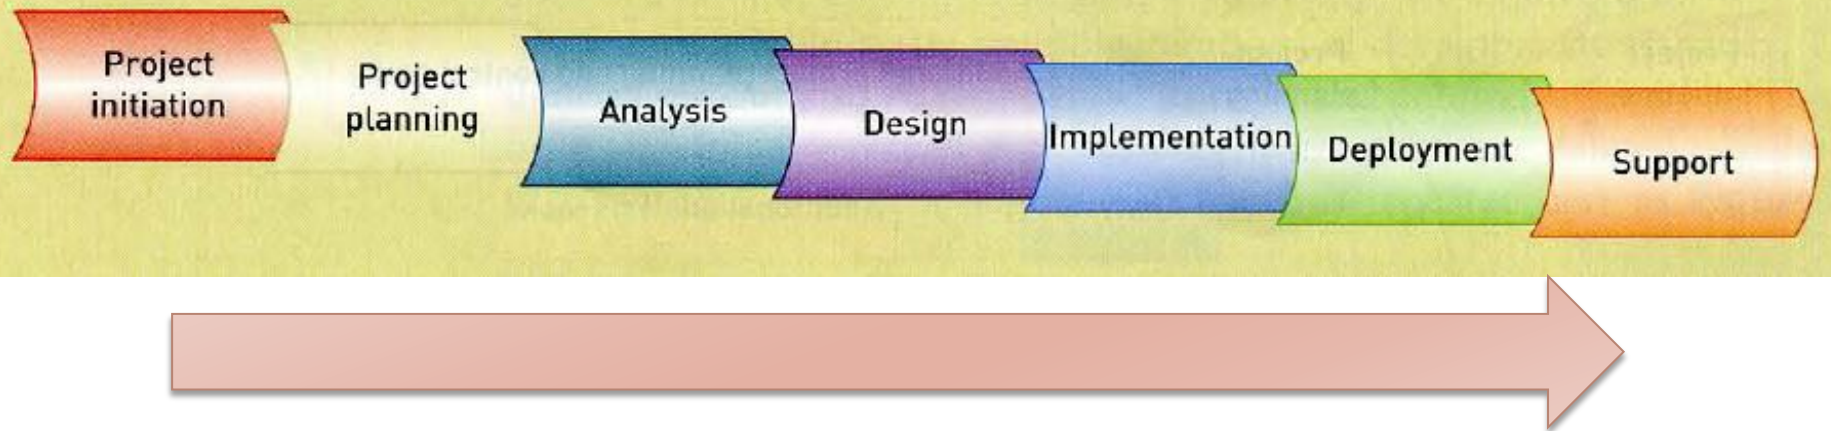 Project
initiation
Project
planning
Analysis
Design
Implementation
Deployment
Support